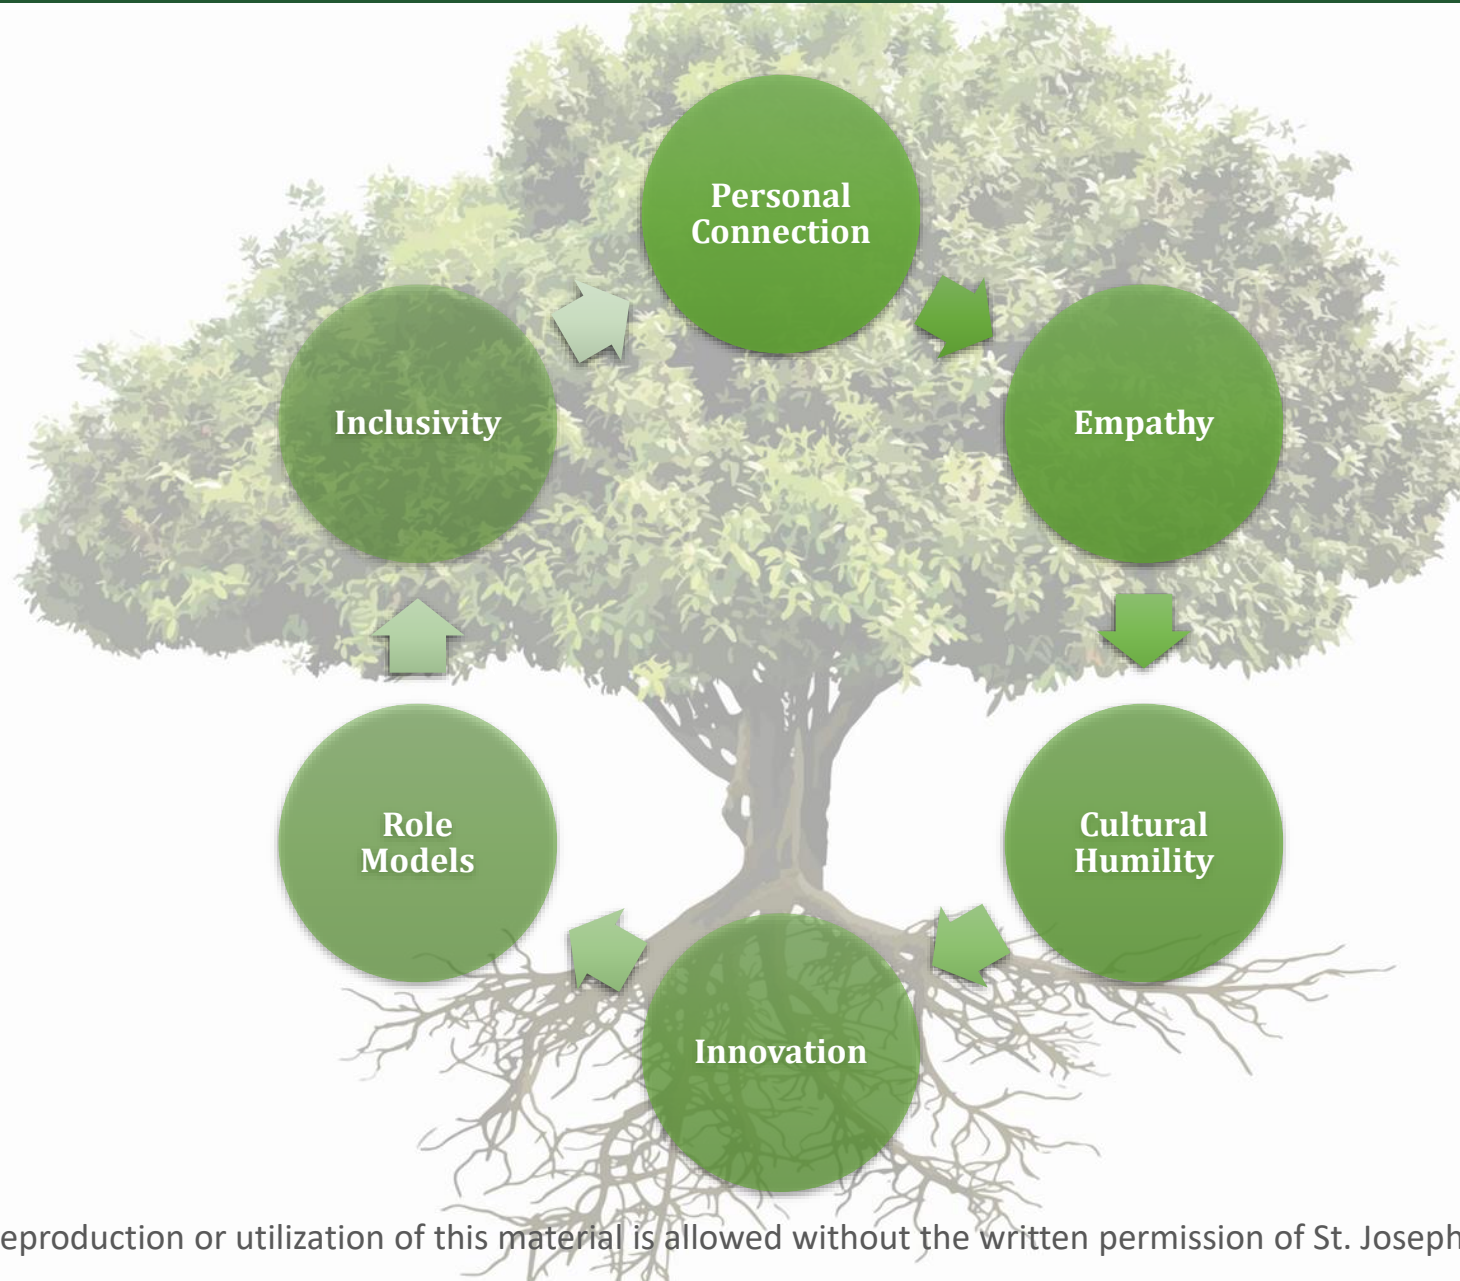 Personal
Connection
Empathy
Cultural
Humility
Innovation
Role
Models
Inclusivity
eproduction or utilization of this material is allowed without the written permission of St. Joseph